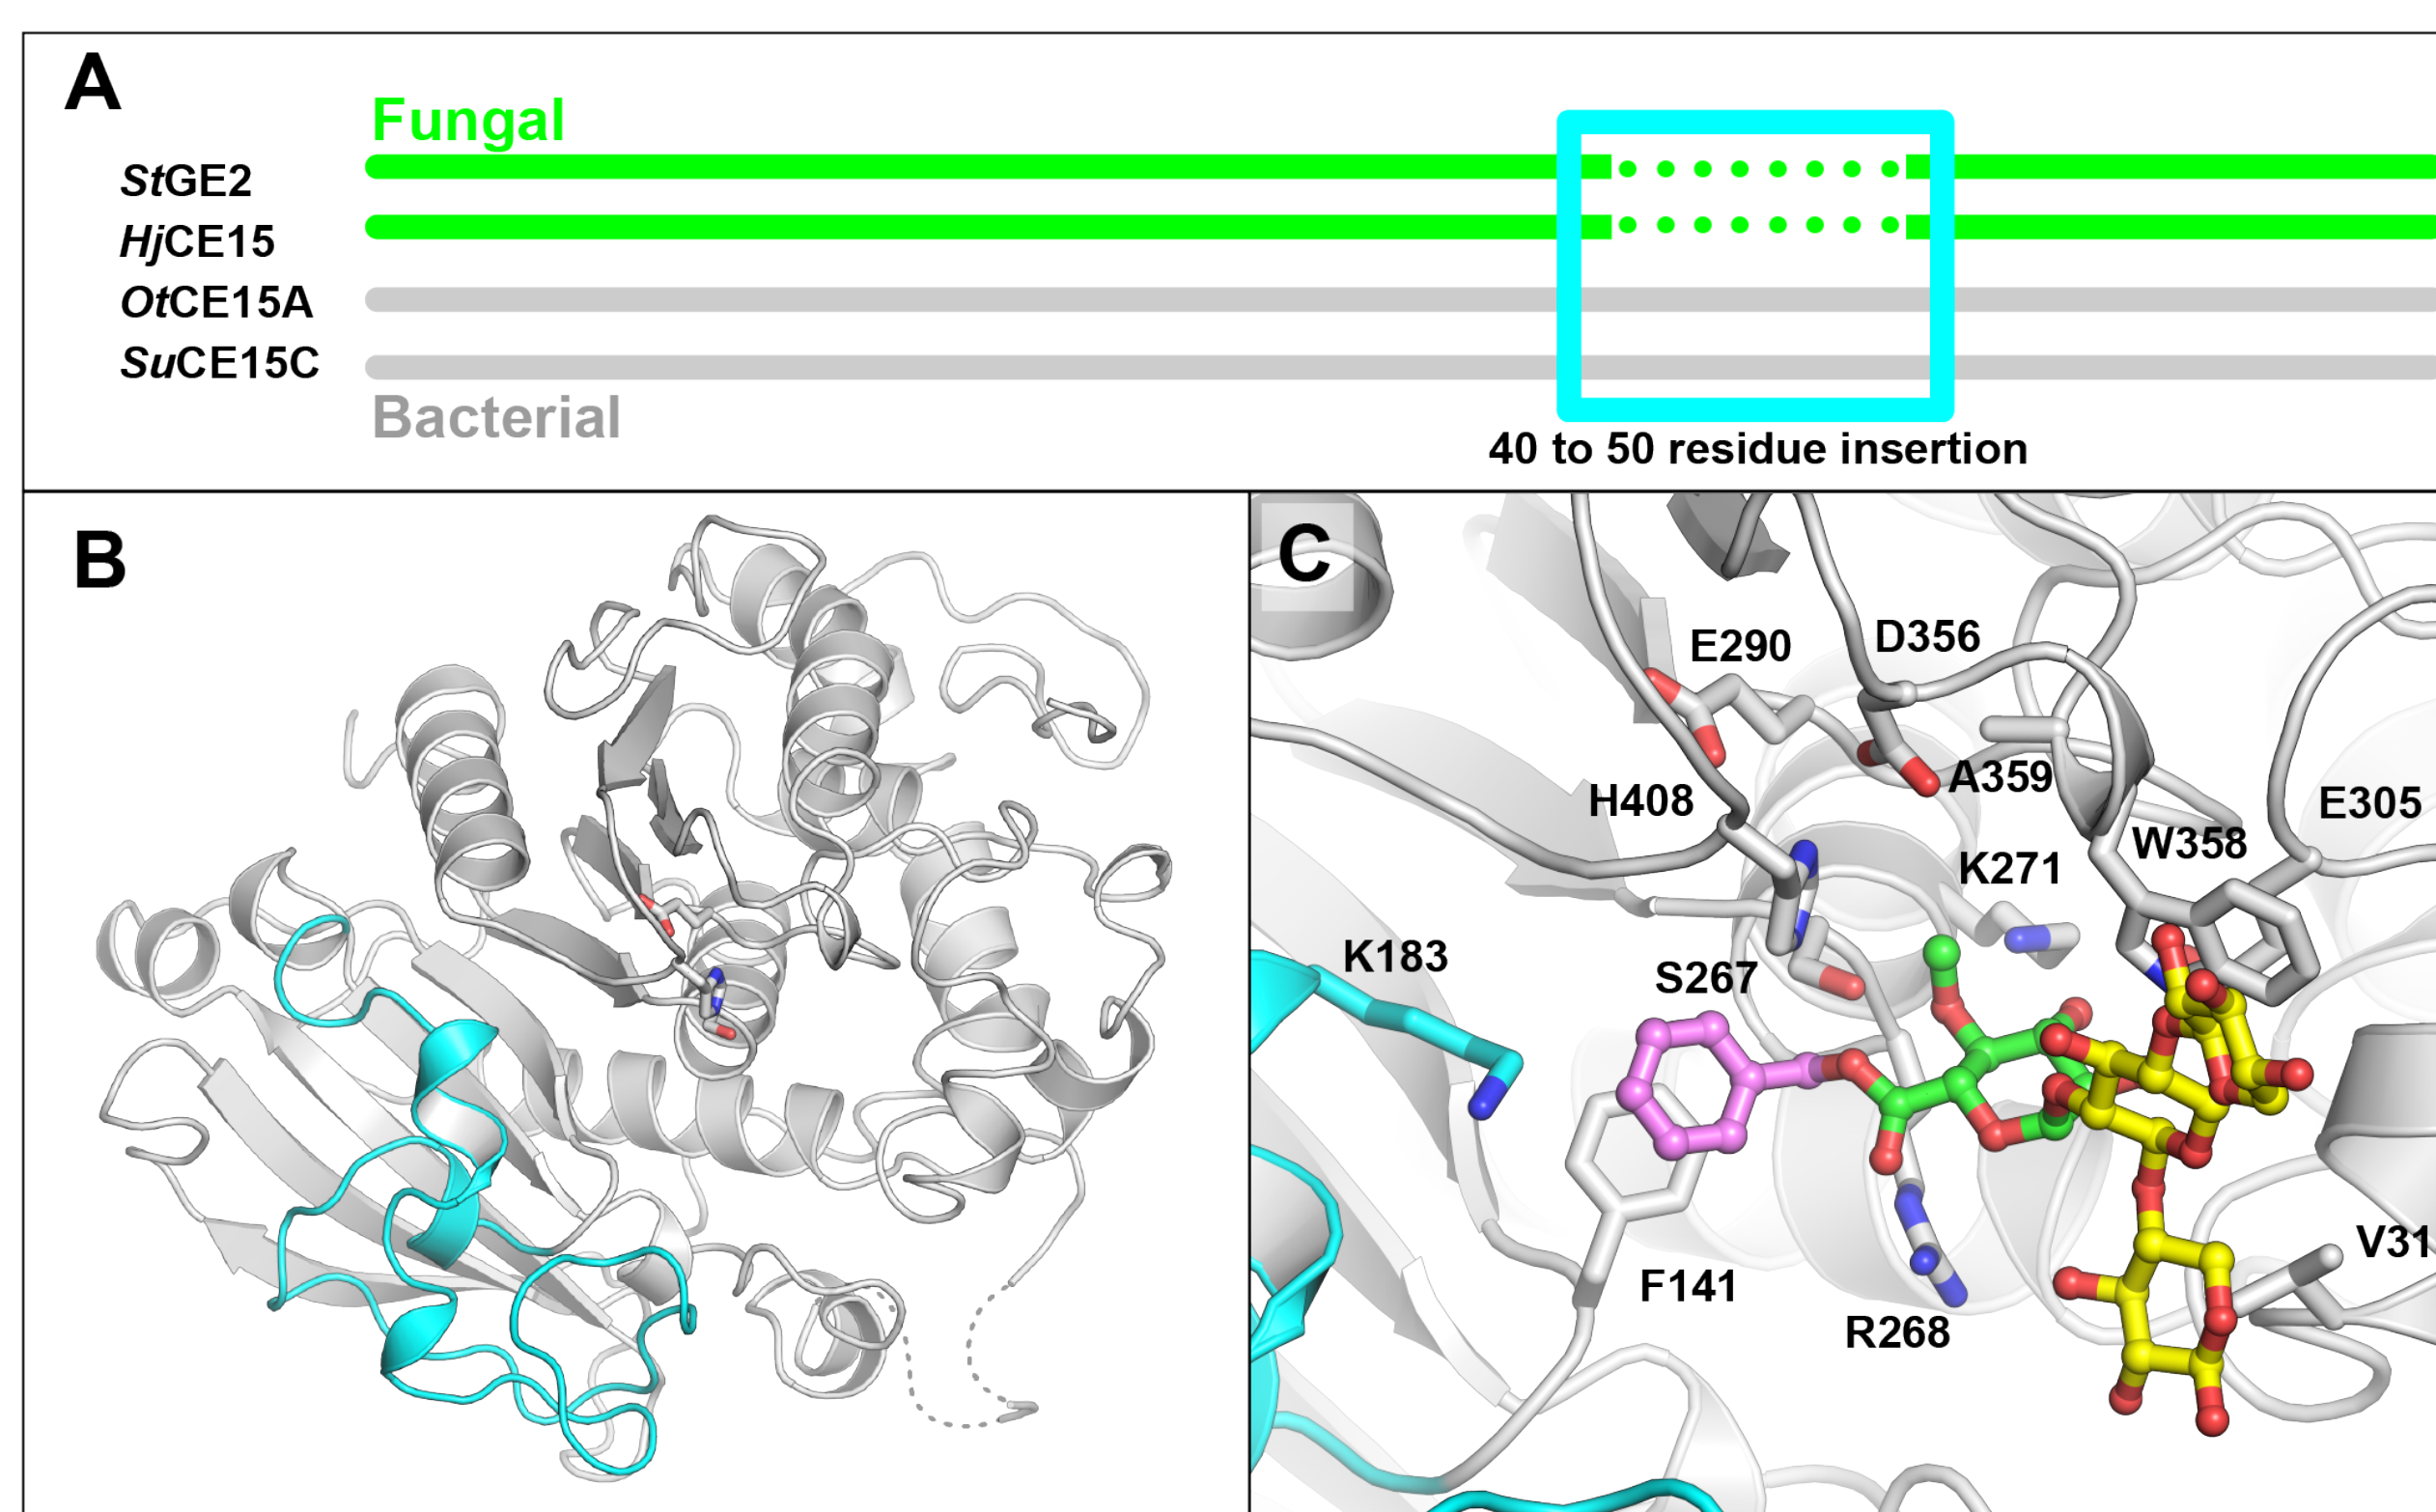 A
Fungal
StGE2
HjCE15
OtCE15A
SuCE15C
Bacterial
40 to 50 residue insertion
B
C
E290
D356
H408
A359
E305
W358
K271
K183
S267
F141
R268
V31